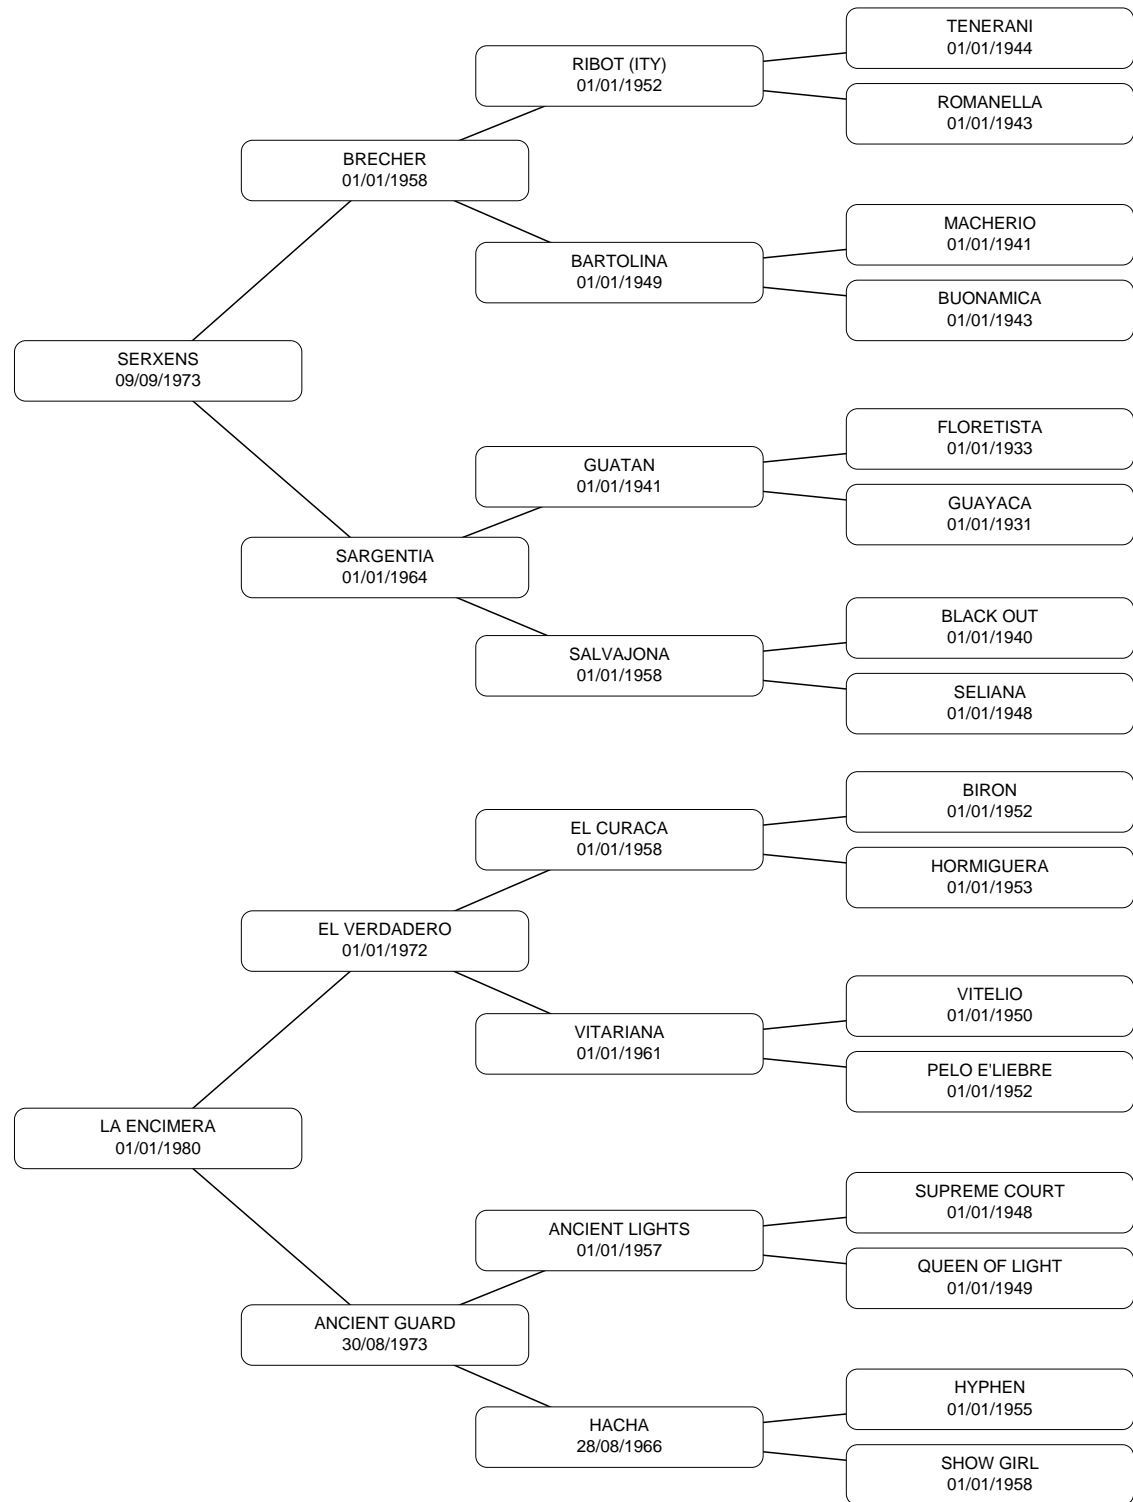 TENERANI
01/01/1944
RIBOT (ITY)
01/01/1952
ROMANELLA
01/01/1943
BRECHER
01/01/1958
MACHERIO
01/01/1941
BARTOLINA
01/01/1949
BUONAMICA
01/01/1943
SERXENS
09/09/1973
FLORETISTA
01/01/1933
GUATAN
01/01/1941
GUAYACA
01/01/1931
SARGENTIA
01/01/1964
BLACK OUT
01/01/1940
SALVAJONA
01/01/1958
SELIANA
01/01/1948
BIRON
01/01/1952
EL CURACA
01/01/1958
HORMIGUERA
01/01/1953
EL VERDADERO
01/01/1972
VITELIO
01/01/1950
VITARIANA
01/01/1961
PELO E'LIEBRE
01/01/1952
LA ENCIMERA
01/01/1980
SUPREME COURT
01/01/1948
ANCIENT LIGHTS
01/01/1957
QUEEN OF LIGHT
01/01/1949
ANCIENT GUARD
30/08/1973
HYPHEN
01/01/1955
HACHA
28/08/1966
SHOW GIRL
01/01/1958